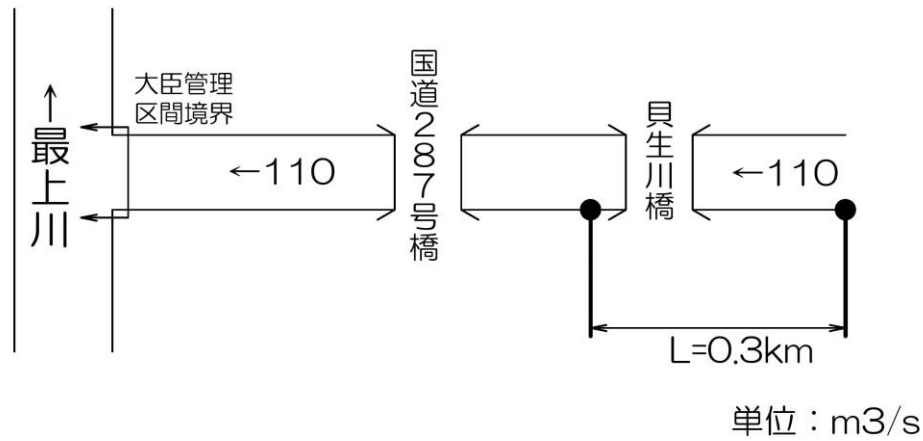 大臣管理
区間境界
↑最上川
←110
国道287号橋
貝生川橋
←110
L=0.3km
単位：m3/s